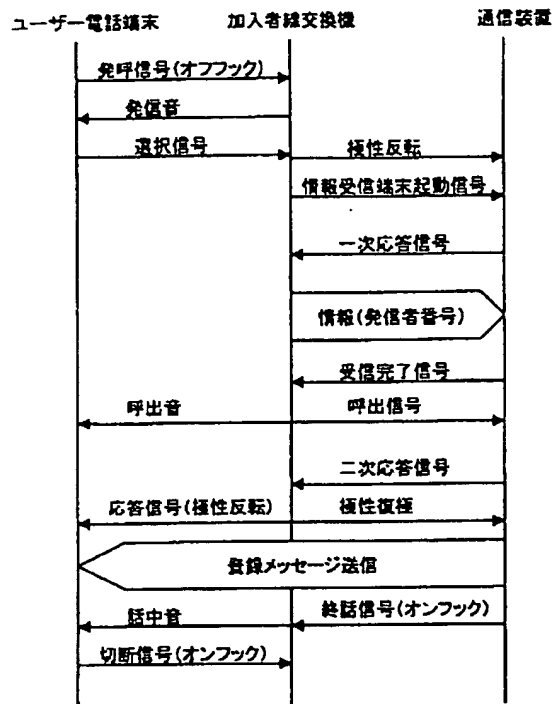 ユーザー電話端末 加入者線交換機 通信装置
発呼信号(オフフック)
発信音
選択信号 極性反転
情報受信端末起動信号
一次応答信号
情報(発信者番号)
受信完了信号
呼出音 呼出信号
二次応答信号
応答信号(極性反転) 極性復極
登録メッセージ送信
話中音 終話信号(オンフック)
切断信号(オンフック)